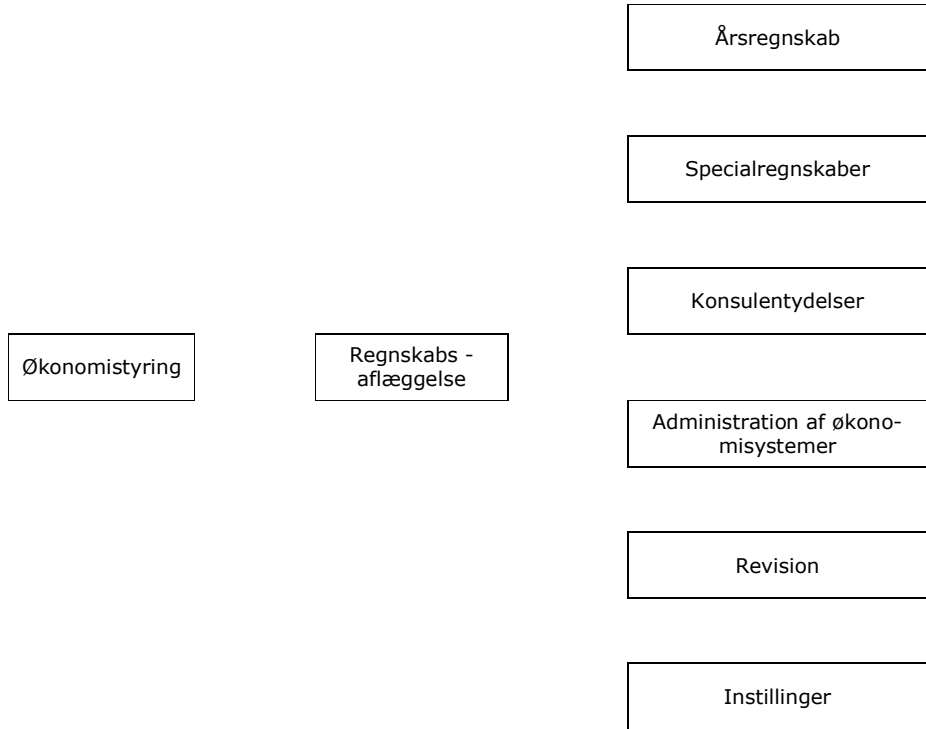 Årsregnskab
Specialregnskaber
Konsulentydelser
Økonomistyring
Regnskabs -
aflæggelse
Administration af økono-
misystemer
Revision
Instillinger